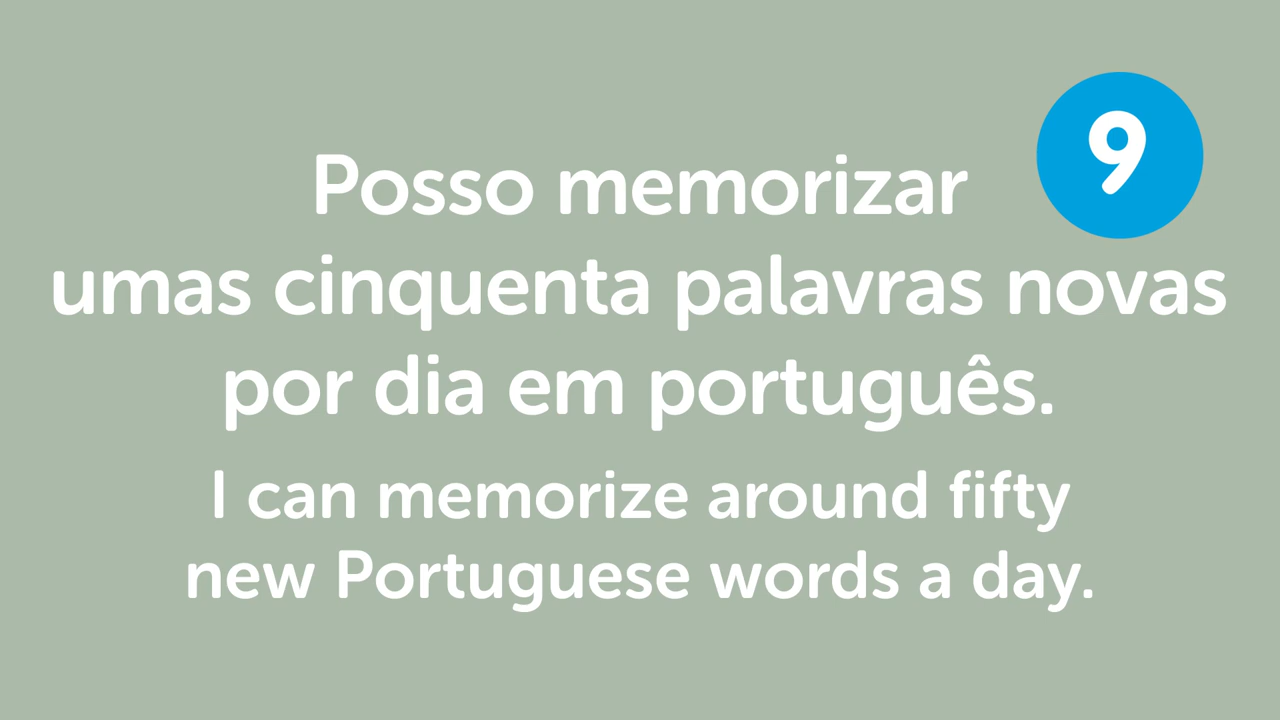 9
Posso memorizar
umas cinquenta palavras novas
por dia em português.
I can memorize around fifty
new Portuguese words a day.